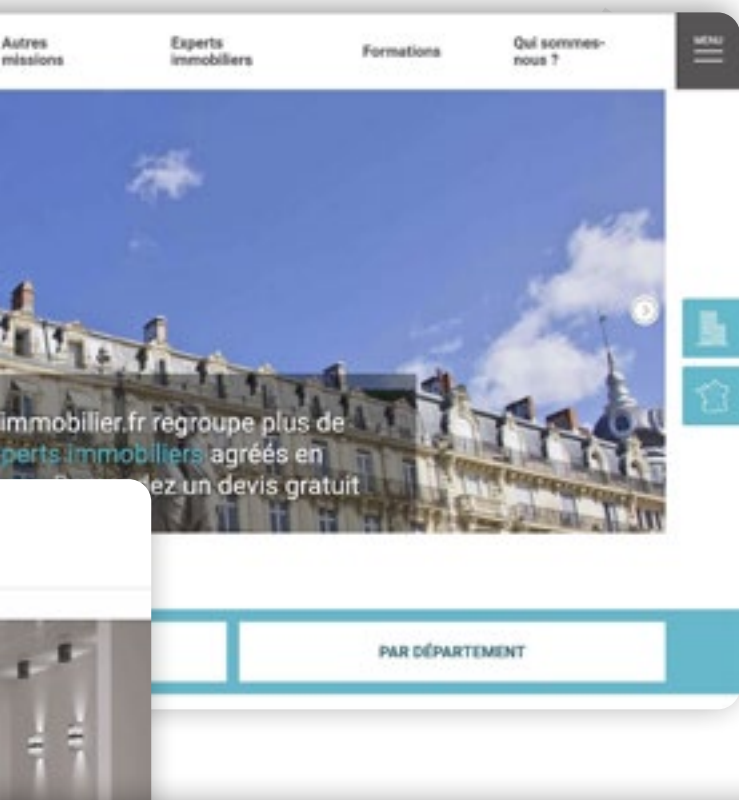 Autres
missions
Experts
immobiliers
Formations
Qui sommes-
nous ?
MENU
immobilier.fr regroupe plus de
perts immobiliers agréés en
dez un devis gratuit
PAR DÉPARTEMENT